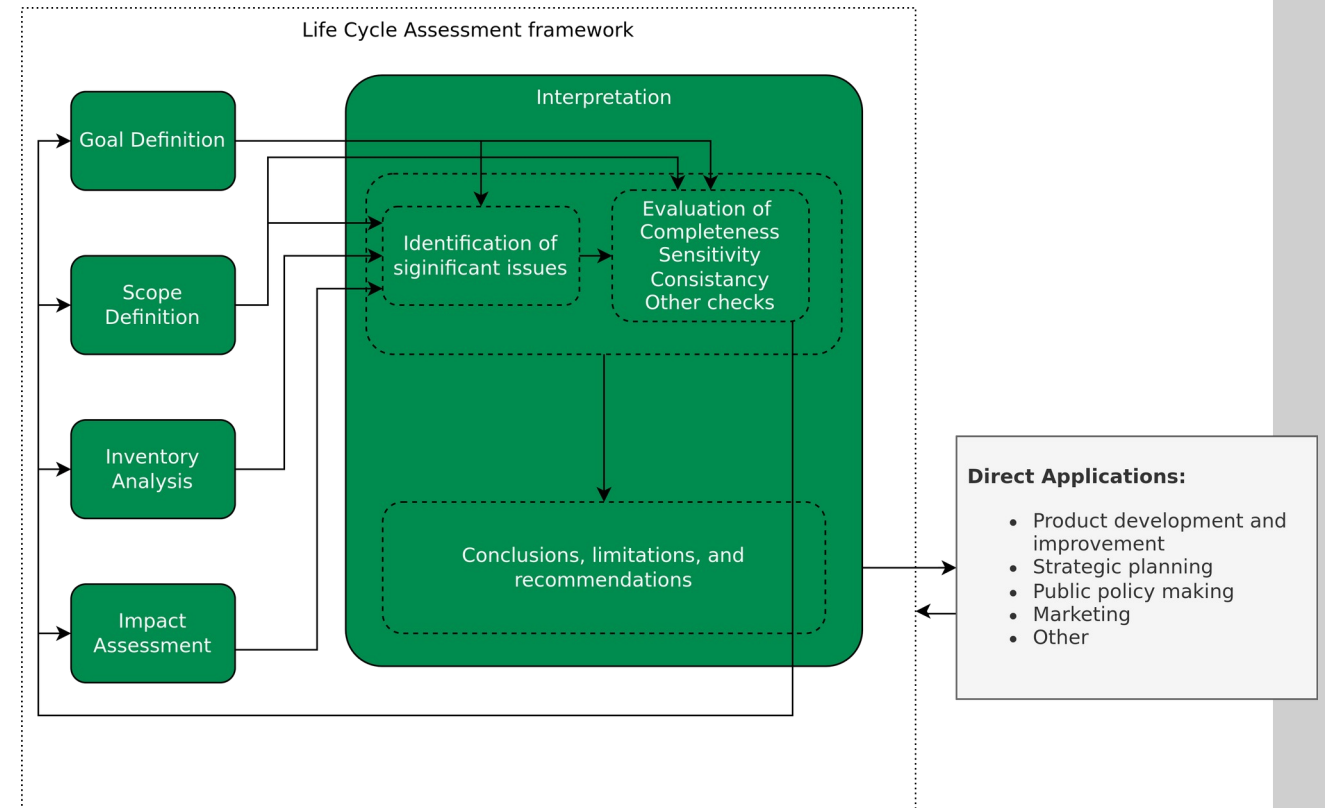 Life Cycle Assessment framework
Interpretation
Goal Definition
Scope
Definition
Inventory
Analysis
Impact
Assessment
Identification of
siginificant issues
Evaluation of
Completeness
Sensitivity
Consistancy
Other checks
Conclusions, limitations, and
recommendations
Direct Applications:
• Product development and
improvement
• Strategic planning
• Public policy making
• Marketing
• Other